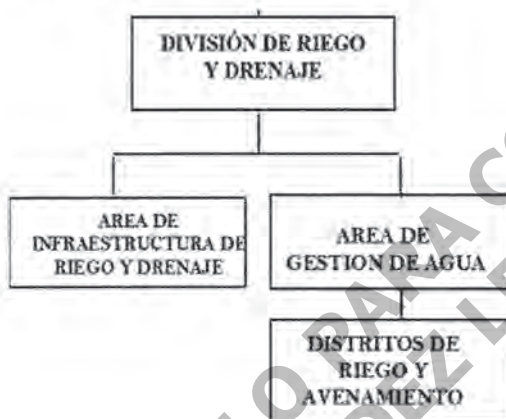 DIVISIÓN DE RIEGO
Y DRENAJE
AREA DE
INFRAESTRUCTURA DE
RIEGO Y DRENAJE
AREA DE
GESTION DE AGUA
DISTRITOS DE
RIEGO Y
AVENAMIENTO